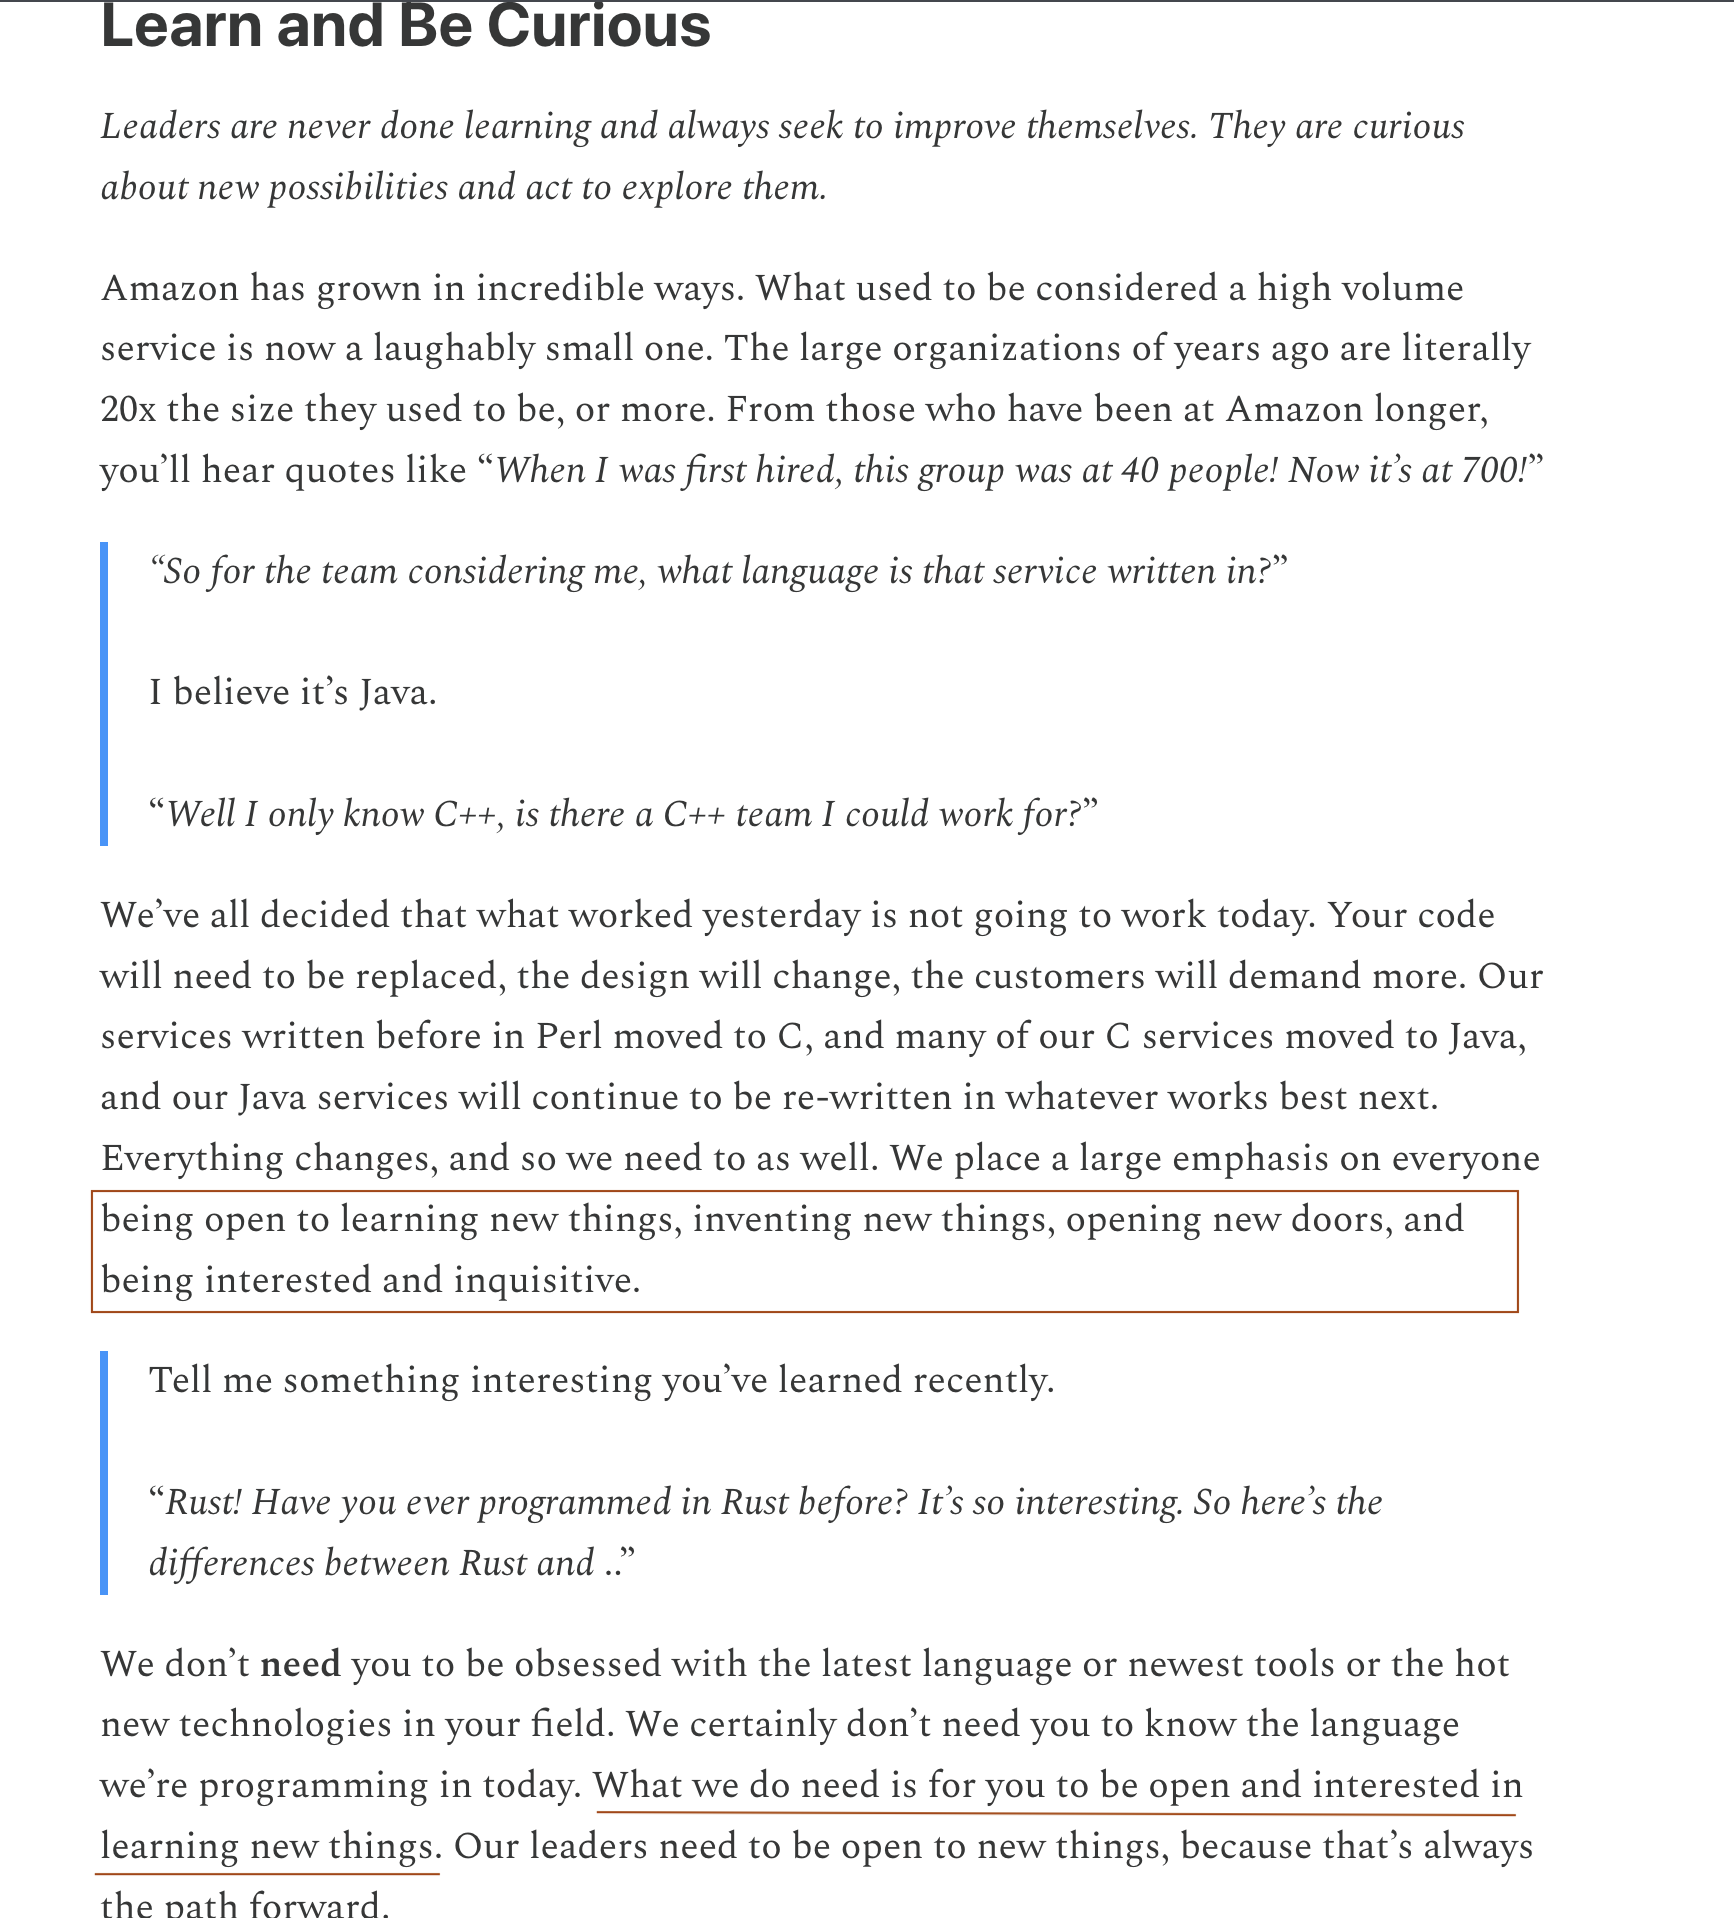 Learn and Be Curious
Leaders are never done learning and always seek to improve themselves. They are curious
about new possibilities and act to explore them.
Amazon has grown in incredible ways. What used to be considered a high volume
service is now a laughably small one. The large organizations of years ago are literally
20x the size they used to be, or more. From those who have been at Amazon longer,
you’ll hear quotes like “When I was first hired, this group was at 40 people! Now it’s at 700!”
“So for the team considering me, what language is that service written in?”
I believe it’s Java.
“Well I only know C++, is there a C++ team I could work for?”
We’ve all decided that what worked yesterday is not going to work today. Your code
will need to be replaced, the design will change, the customers will demand more. Our
services written before in Perl moved to C, and many of our C services moved to Java,
and our Java services will continue to be re-written in whatever works best next.
Everything changes, and so we need to as well. We place a large emphasis on everyone
being open to learning new things, inventing new things, opening new doors, and
being interested and inquisitive.
Tell me something interesting you’ve learned recently.
“Rust! Have you ever programmed in Rust before? It’s so interesting. So here’s the
differences between Rust and ..”
We don’t need you to be obsessed with the latest language or newest tools or the hot
new technologies in your field. We certainly don’t need you to know the language
we’re programming in today. What we do need is for you to be open and interested in
learning new things. Our leaders need to be open to new things, because that’s always
the path forward.